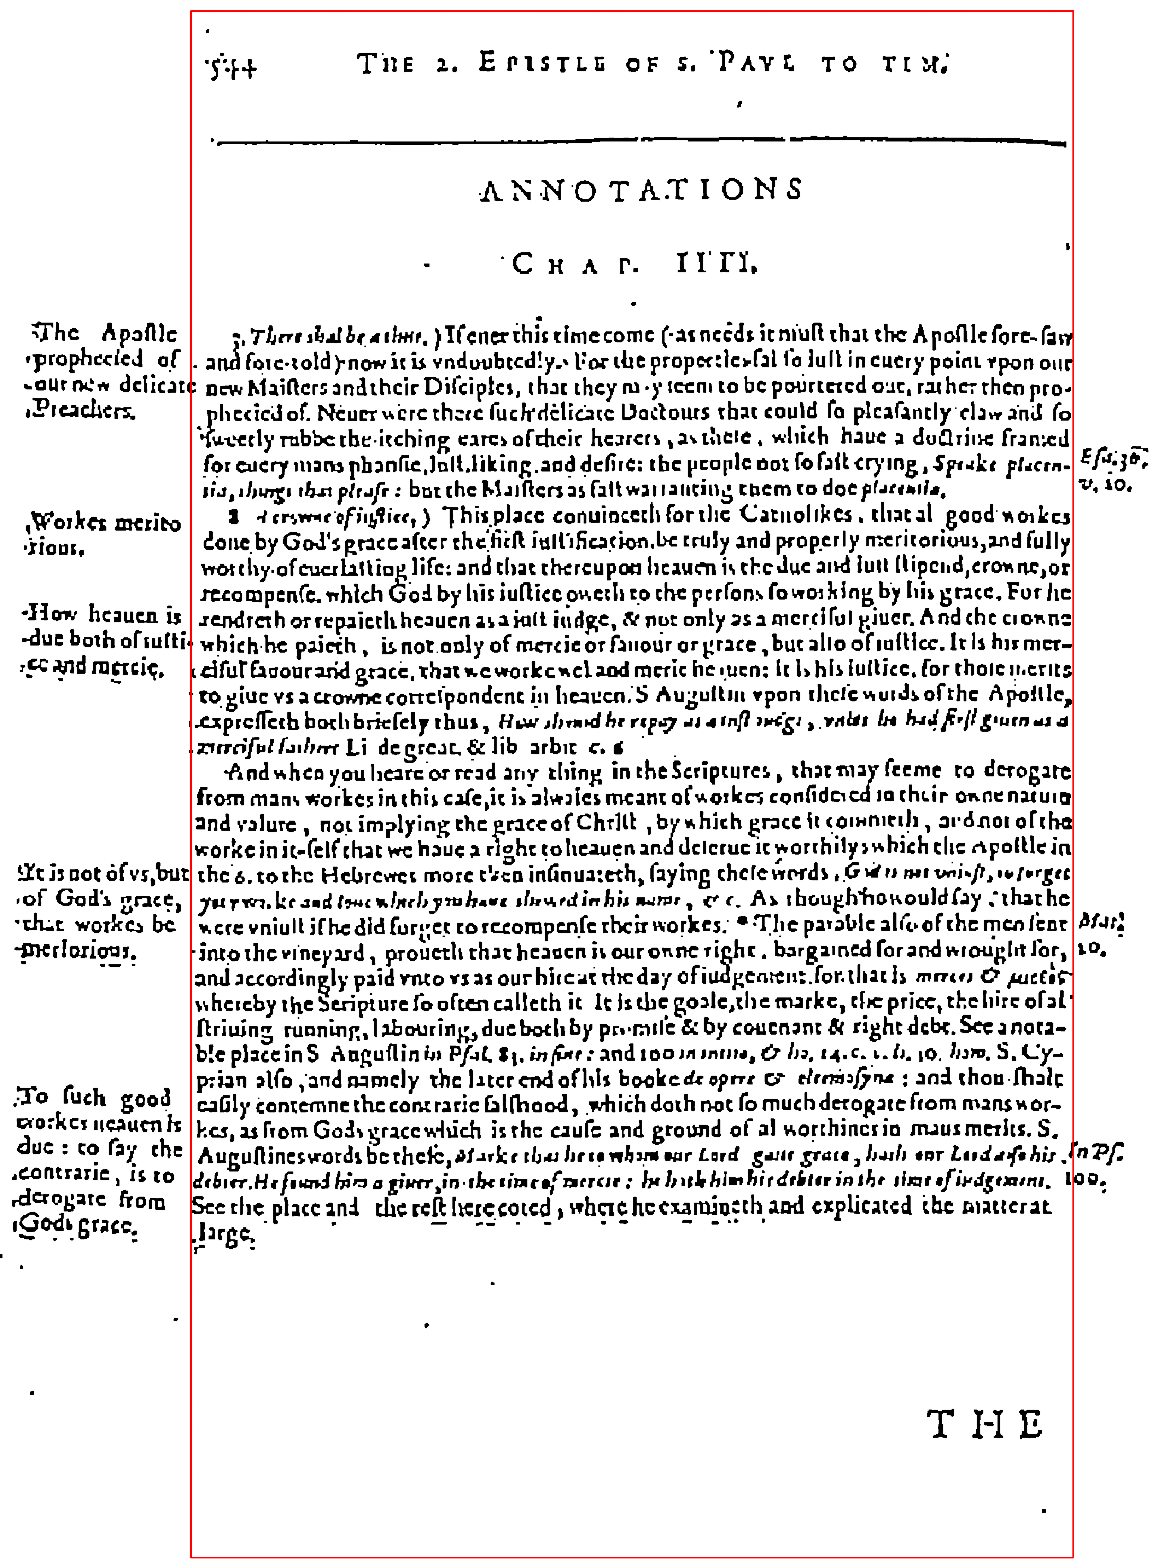 544 THE 2. EPISTLE OF S. PAVL TO TIM.
ANNOTATIONS
CHAP. IIII.
The Apoſtle
prophecied of
our new delicate
Preachers.
3. There shal be a time.) If euer this time come (as needs it muſt that the Apoſtle fore-ſaw
and fore-told) now it is vndoubtedly. For the properties fal ſo iuſt in euery point vpon our
new Maiſters and their Diſciples, that they may ſeem to be pourtered out, rather then pro-
phecied of. Neuer were there ſuch delicate Doctours that could ſo pleaſantly claw and ſo
ſweetly rubbe the itching eares of their hearers, as theſe, which haue a doctrine framed
for euery mans phanſie, luſt, liking, and deſire: the people not ſo faſt crying, Speake placen-
tia, things that pleaſe: but the Maiſters as faſt warranting them to doe placentia.
Eſa. 30.
v. 10.
Workes merito
rious.
8 A crowne of iuſtice.) This place conuinceth for the Catholikes, that al good workes
done by God's grace after the firſt iuſtification, be truly and properly meritorious, and fully
worthy of euerlaſting life: and that thereupon heauen is the due and iuſt ſtipend, crowne, or
recompenſe, which God by his iuſtice oweth to the perſons ſo working by his grace. For he
rendreth or repaieth heauen as a iuſt iudge, & not only as a merciful giuer. And the crowne
which he paieth, is not only of mercie or fauour or grace, but alſo of iuſtice. It is his mer-
ciful fauour and grace, that we worke wel and merit heauen: it is his iuſtice, for thoſe merits
to giue vs a crowne correſpondent in heauen. S Auguſtin vpon theſe words of the Apoſtle,
expreſſeth both briefely thus, How should he repay as a iuſt iudge, vnles he had firſt giuen as a
merciful father? Li de great. & lib arbit c. 6
How heauen is
due both of iuſti-
ce and mercie.
And when you heare or read any thing in the Scriptures, that may ſeeme to derogate
from mans workes in this caſe, it is alwaies meant of workes conſidered in their owne nature
and valure, not implying the grace of Chriſt, by which grace it commeth, and not of the
worke in it-ſelf that we haue a right to heauen and deſerue it worthily, which the Apoſtle in
the 6. to the Hebrewes more then inſinuateth, ſaying theſe words, God is not vniuſt, to forget
your worke and loue which you haue shewed in his name, & c. As though he would ſay, that he
were vniuſt if he did forget to recompenſe their workes. * The parable alſo of the men ſent
into the vineyard, proueth that heauen is our owne right, bargained for and wrought for,
and accordingly paid vnto vs as our hire at the day of iudgement. for that is merces & μισθὸς
whereby the Scripture ſo often calleth it It is the goale, the marke, the price, the hire of al
ſtriuing running, labouring, due both by promiſe & by couenant & right debt. See a nota-
ble place in S Auguſtin in Pſal. 83. in fine: and 100 in initio, & ho. 14. c. 2. li. 50. hom. S. Cy-
prian alſo, and namely the later end of his booke de opere & eleemoſyna: and thou ſhalt
eaſily contemne the contrarie falſhood, which doth not ſo much derogate from mans wor-
kes, as from Gods grace which is the cauſe and ground of al worthines in mans merits. S.
Auguſtines words be theſe, Marke that he to whom our Lord gaue grace, hath our Lord alſo his
debter. He found him a giuer, in the time of mercie: he hath him his debter in the time of iudgement.
See the place and the reſt here coted, where he examineth and explicated the matter at
large.
It is not of vs, but
of God's grace,
that workes be
meriorious.
Mat.
20.
To ſuch good
workes heauen is
due: to ſay the
contrarie, is to
derogate from
Gods grace.
In Pſ.
100.
THE